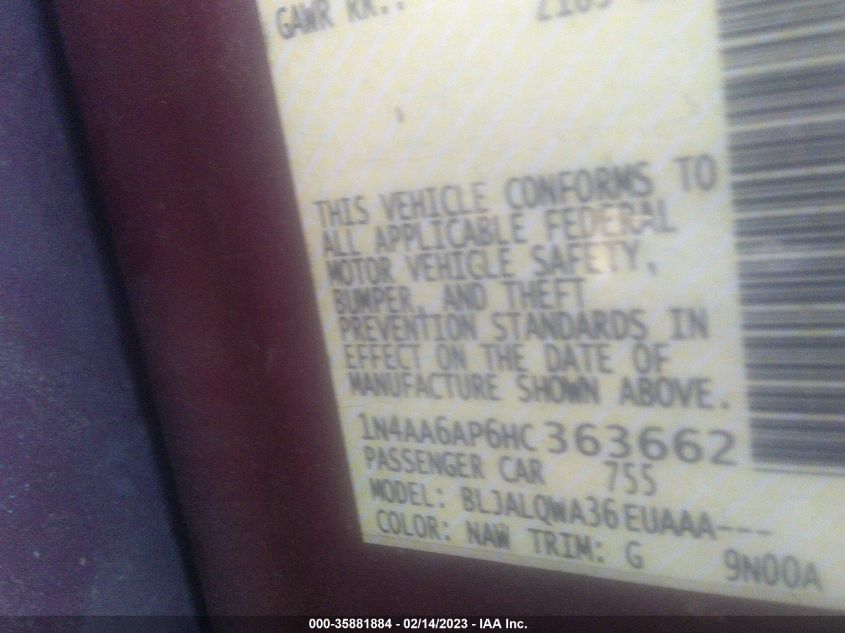 GAWR RR.:
THIS VEHICLE CONFORMS TO
ALL APPLICABLE FEDERAL
MOTOR VEHICLE SAFETY,
BUMPER, AND THEFT
PREVENTION STANDARDS IN
EFFECT ON THE DATE OF
MANUFACTURE SHOWN ABOVE.
1N4AA6AP6HC363662
PASSENGER CAR 755
MODEL: BLJALQWA36EUAAA---
COLOR: NAW TRIM: G 9N00A
000-35881884 - 02/14/2023 - IAA Inc.